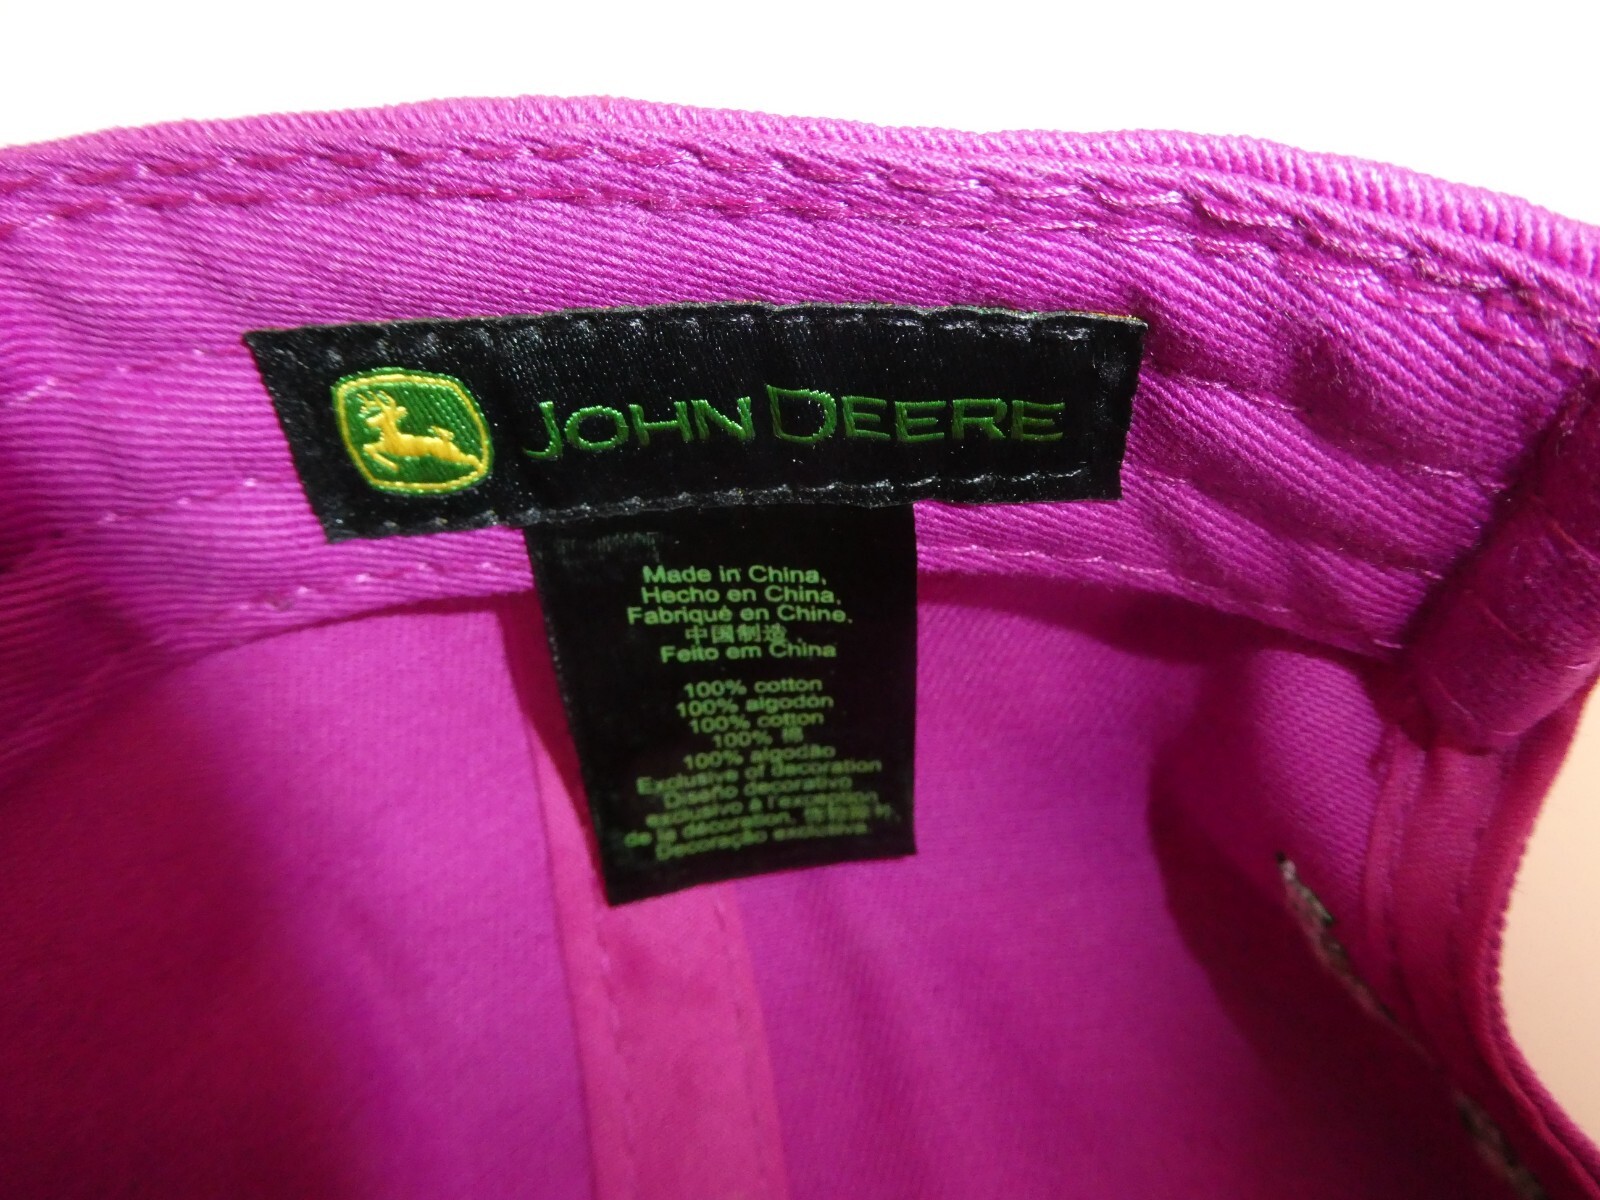 JOHN DEERE
Made in China,
Hecho en China,
Fabriqué en Chine,
中国制造,
Feito em China
100% cotton
100% algodón
100% cotton
100% 棉
100% algodão
Exclusive of decoration
Diseño decorativo
exclusivo à l'exception
de la décoration,
Decoração exclusiva